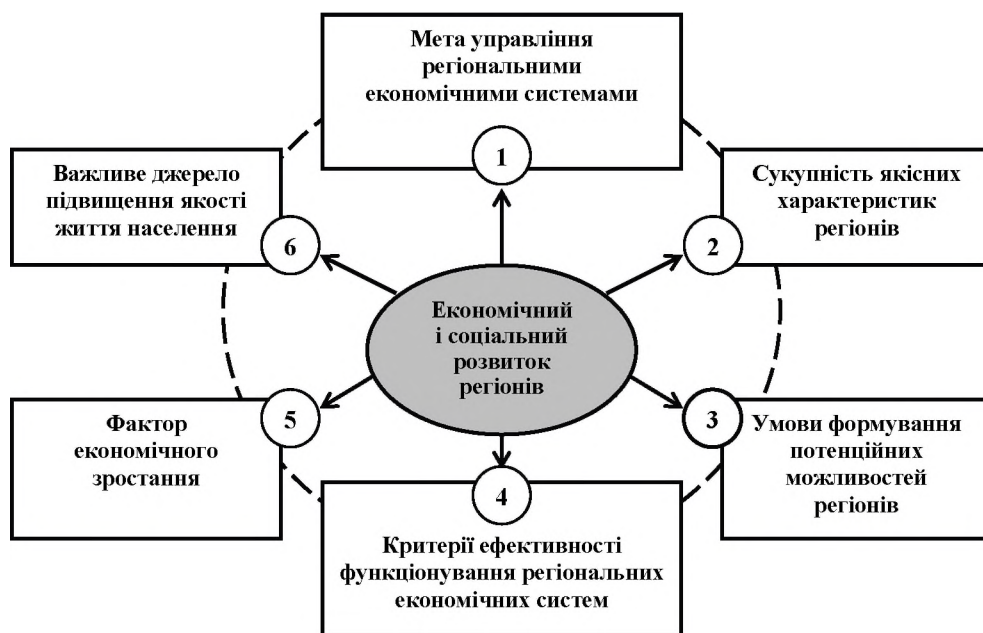 Мета управління
регіональними
економічними системами
1
Сукупність якісних
характеристик
регіонів
2
Умови формування
потенційних
можливостей
регіонів
3
4
Критерії ефективності
функціонування регіональних
економічних систем
5
Фактор
економічного
зростання
6
Важливе джерело
підвищення якості
життя населення
Економічний
і соціальний
розвиток
регіонів